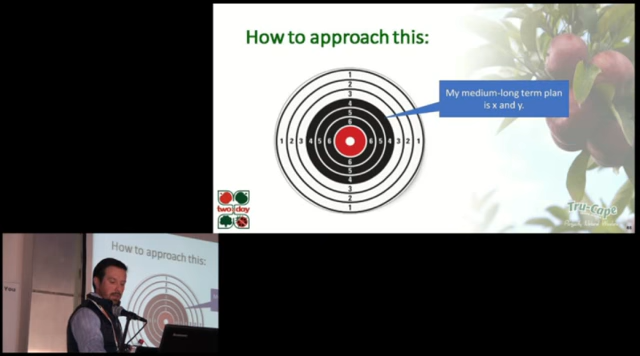 How to approach this:
1
2
3
4
5
6
1 2 3 4 5 6 6 5 4 3 2 1
6
5
4
3
2
1
My medium-long term plan
is x and y.
two a day
Tru-Cape
How to approach this:
You